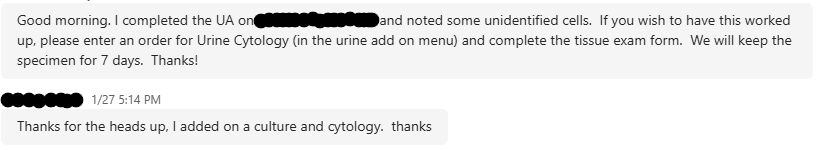 Good morning. I completed the UA on and noted some unidentified cells. If you wish to have this worked
up, please enter an order for Urine Cytology (in the urine add on menu) and complete the tissue exam form. We will keep the
specimen for 7 days. Thanks!
1/27 5:14 PM
Thanks for the heads up, I added on a culture and cytology. thanks